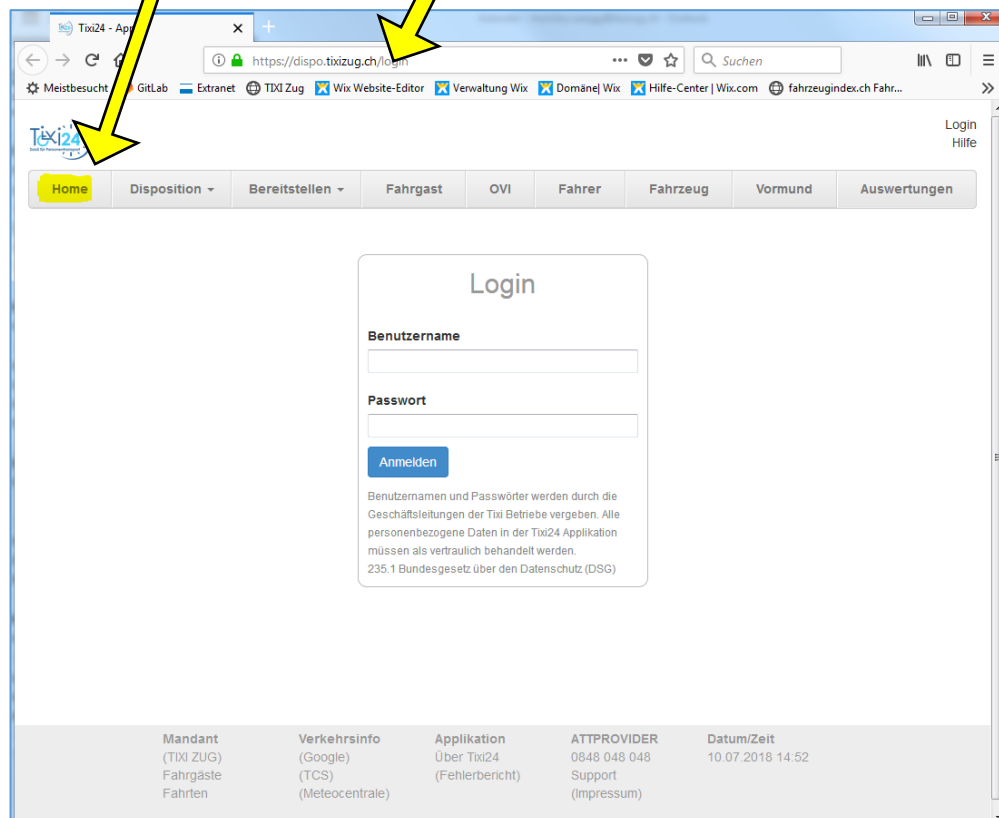 Tixi24 - App
https://dispo.tixizug.ch/login
Suchen
Meistbesucht GitLab Extranet TIXI Zug Wix Website-Editor Verwaltung Wix Domäne| Wix Hilfe-Center | Wix.com fahrzeugindex.ch Fahr...
Tixi24
Login
Hilfe
Home Disposition Bereitstellen Fahrgast OVI Fahrer Fahrzeug Vormund Auswertungen
Login
Benutzername
Passwort
Anmelden
Benutzernamen und Passwörter werden durch die
Geschäftsleitungen der Tixi Betriebe vergeben. Alle
personenbezogene Daten in der Tixi24 Applikation
müssen als vertraulich behandelt werden.
235.1 Bundesgesetz über den Datenschutz (DSG)
Mandant Verkehrsinfo Applikation ATTPROVIDER Datum/Zeit
(TIXI ZUG) (Google) Über Tixi24 0848 048 048 10.07.2018 14:52
Fahrgäste (TCS) (Fehlerbericht) Support
Fahrten (Meteocentrale) (Impressum)